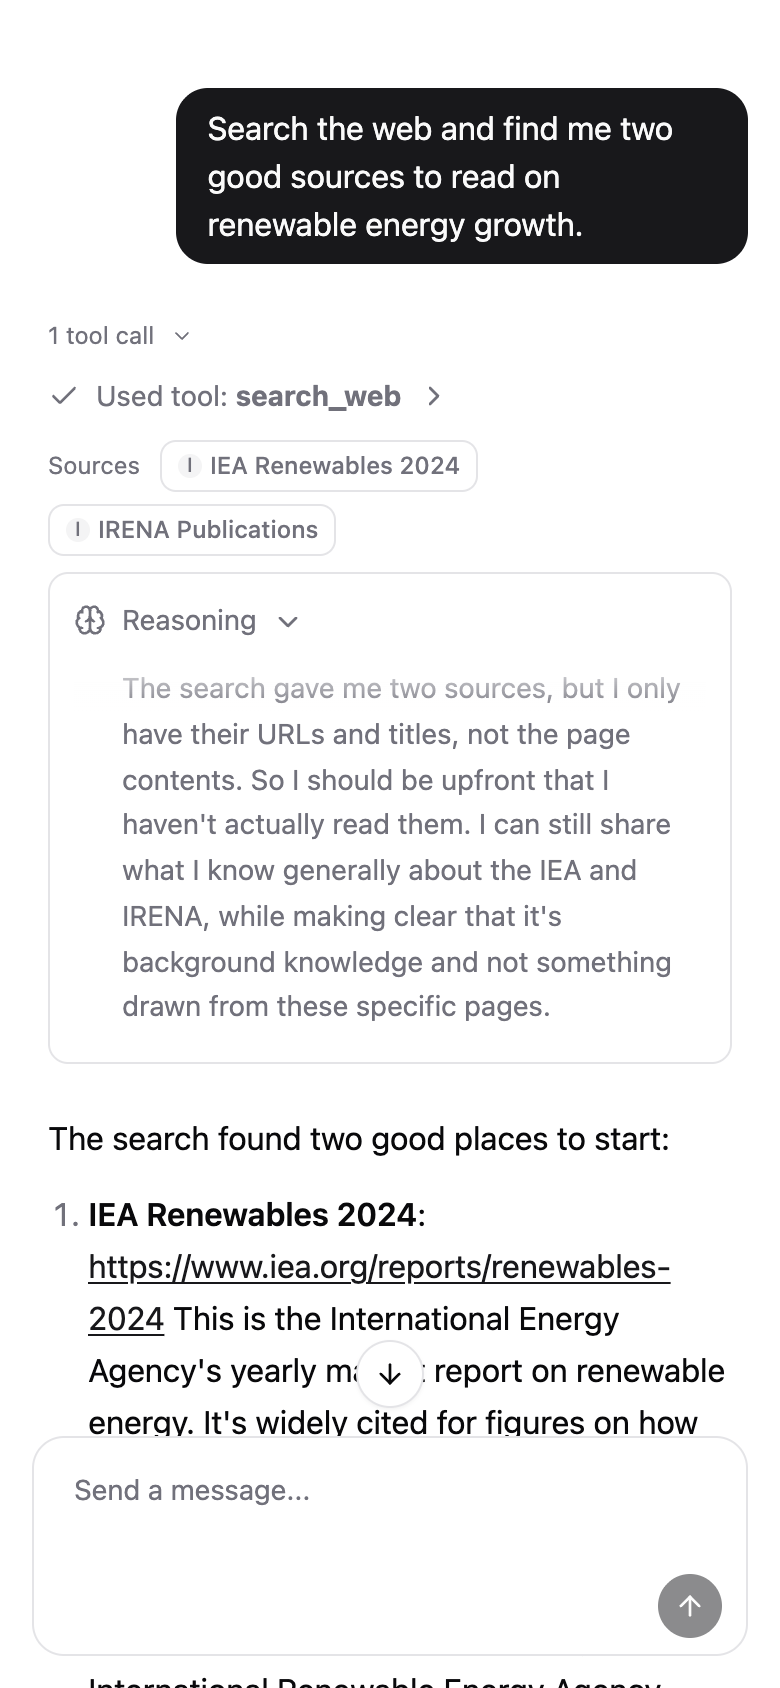 Search the web and find me two
good sources to read on
renewable energy growth.
1 tool call
Used tool: search_web
Sources
I IEA Renewables 2024
I IRENA Publications
Reasoning
The search gave me two sources, but I only
have their URLs and titles, not the page
contents. So I should be upfront that I
haven't actually read them. I can still share
what I know generally about the IEA and
IRENA, while making clear that it's
background knowledge and not something
drawn from these specific pages.
The search found two good places to start:
1. IEA Renewables 2024:
https://www.iea.org/reports/renewables-
2024 This is the International Energy
Agency's yearly report on renewable
energy. It's widely cited for figures on how
Send a message...
International Renewable Energy Agency